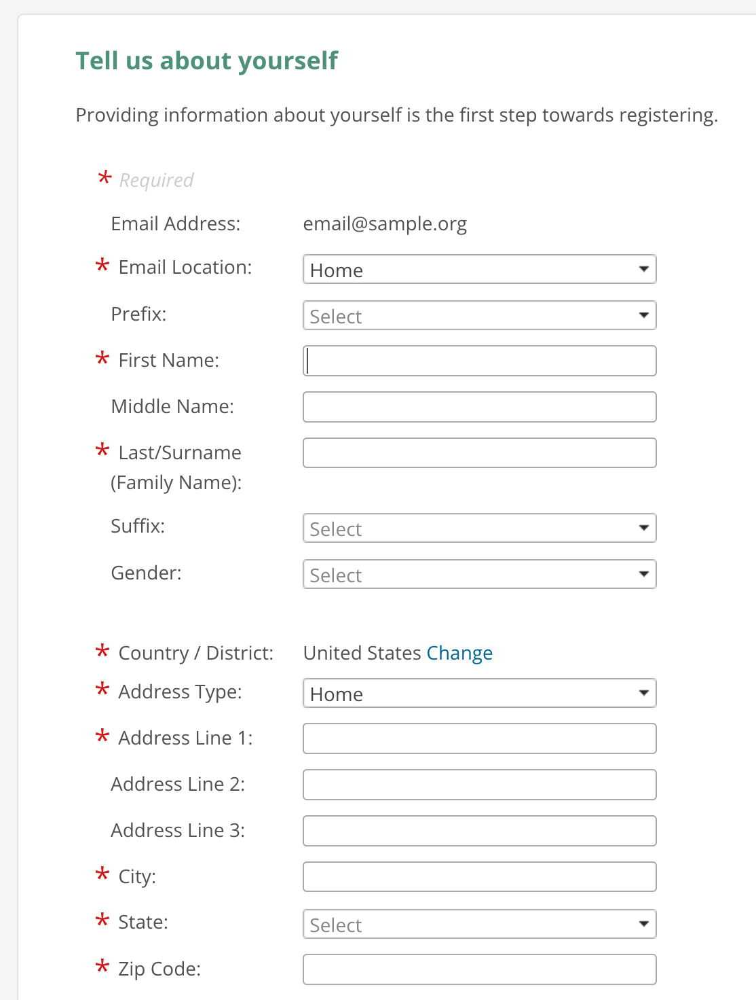 Tell us about yourself
Providing information about yourself is the first step towards registering.
* Required
Email Address: email@sample.org
* Email Location: Home
Prefix: Select
* First Name:
Middle Name:
* Last/Surname
(Family Name):
Suffix: Select
Gender: Select
* Country / District: United States Change
* Address Type: Home
* Address Line 1:
Address Line 2:
Address Line 3:
* City:
* State: Select
* Zip Code: